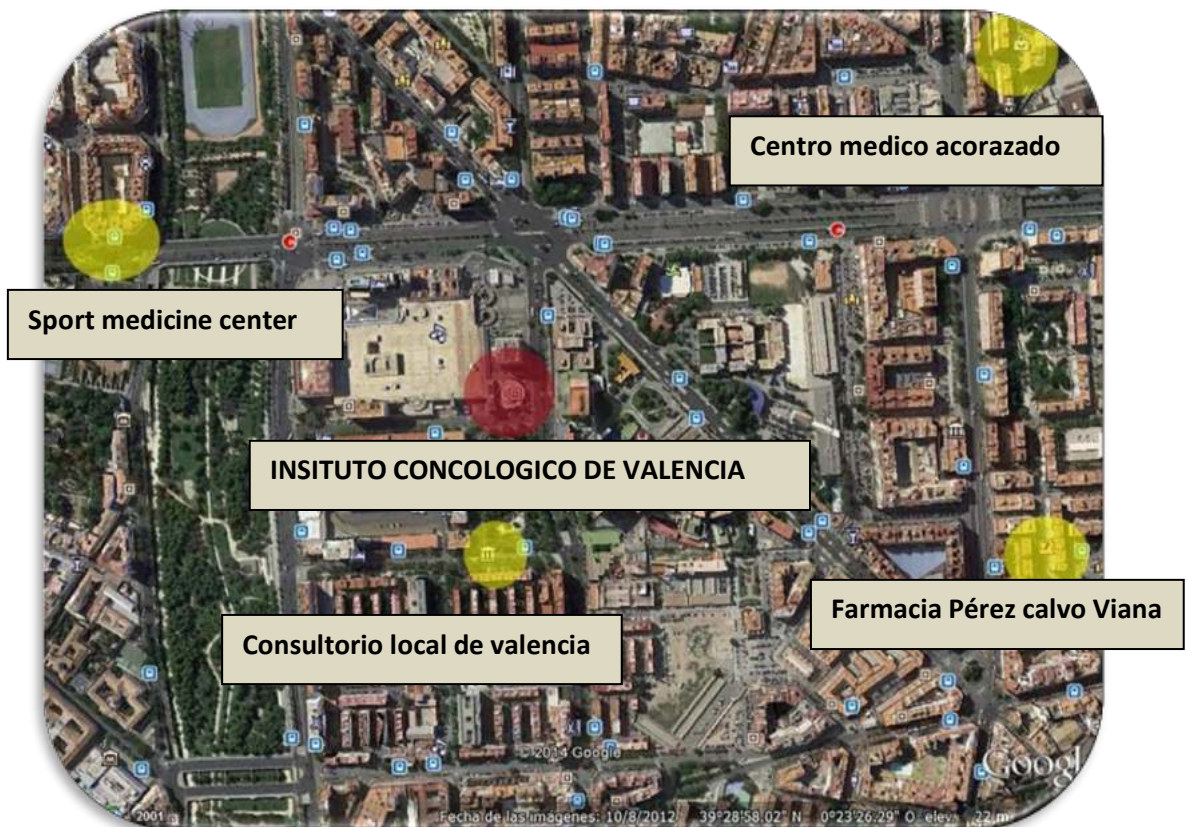 Centro medico acorazado
Sport medicine center
INSITUTO CONCOLOGICO DE VALENCIA
Farmacia Pérez calvo Viana
Consultorio local de valencia
© 2014 Google
Google
2001
Fecha de las imágenes: 10/8/2012 39°28'58.02" N 0°23'26.29" O elev. 22 m